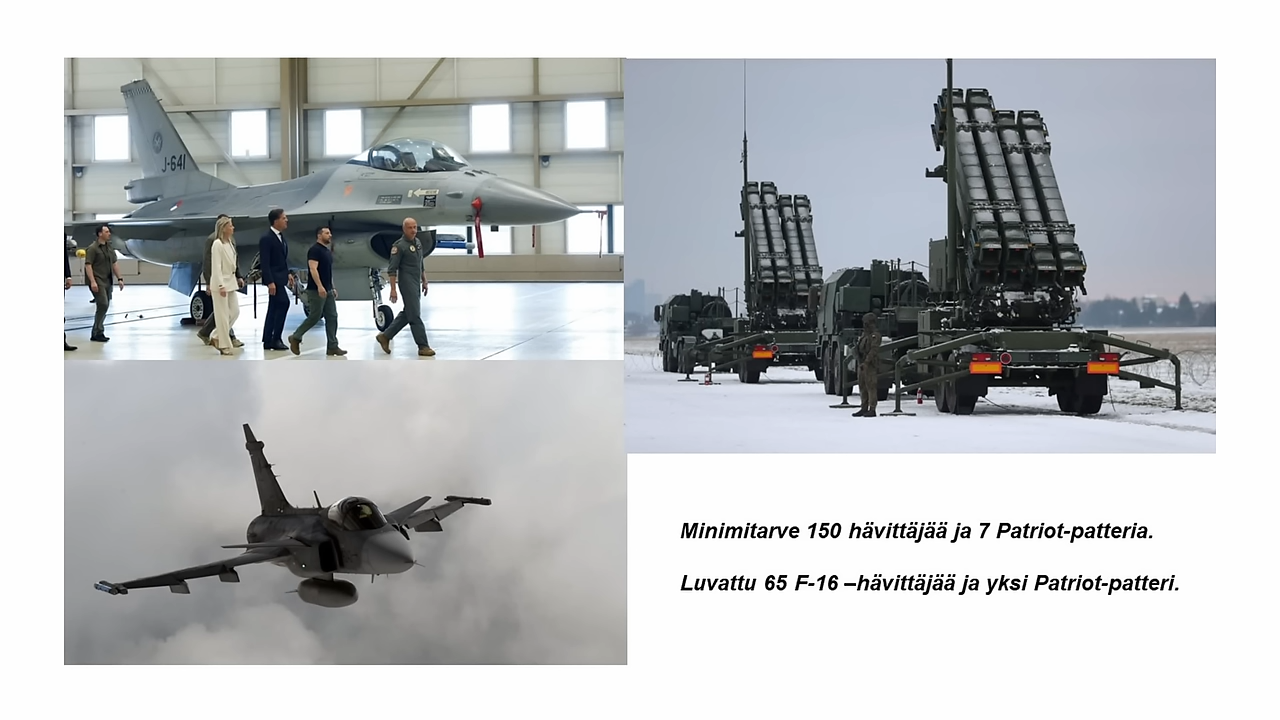 J-641
Minimitarve 150 hävittäjää ja 7 Patriot-patteria.
Luvattu 65 F-16 –hävittäjää ja yksi Patriot-patteri.